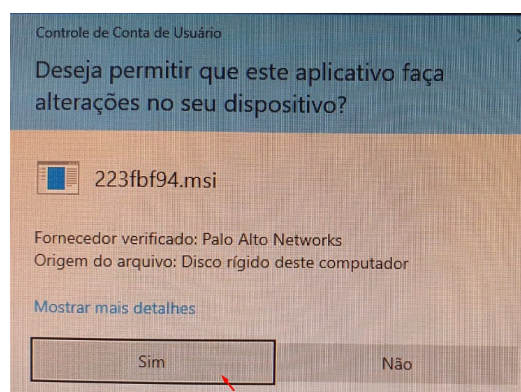 Controle de Conta de Usuário
Deseja permitir que este aplicativo faça
alterações no seu dispositivo?
223fbf94.msi
Fornecedor verificado: Palo Alto Networks
Origem do arquivo: Disco rígido deste computador
Mostrar mais detalhes
Sim Não